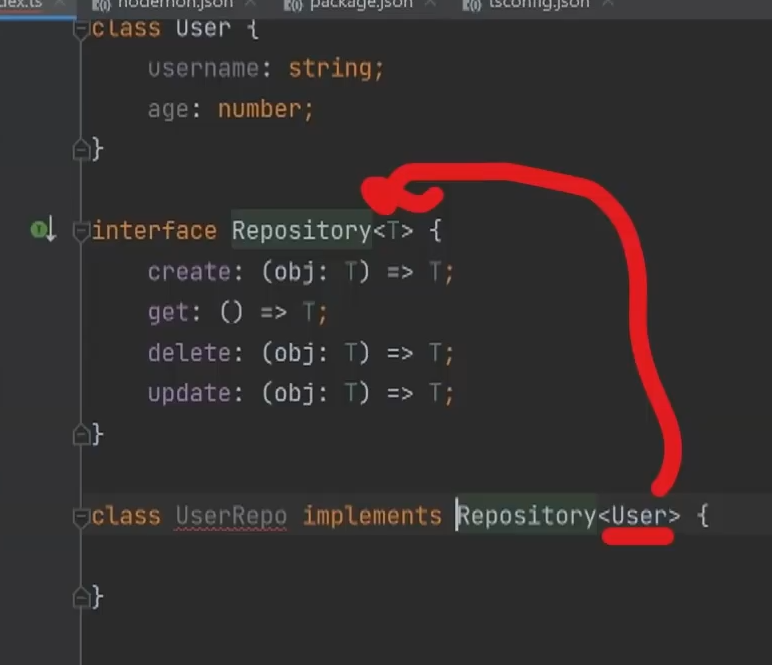 dex.ts nodemon.json package.json tsconfig.json
class User {
username: string;
age: number;
}
interface Repository<T> {
create: (obj: T) => T;
get: () => T;
delete: (obj: T) => T;
update: (obj: T) => T;
}
class UserRepo implements Repository<User> {
}